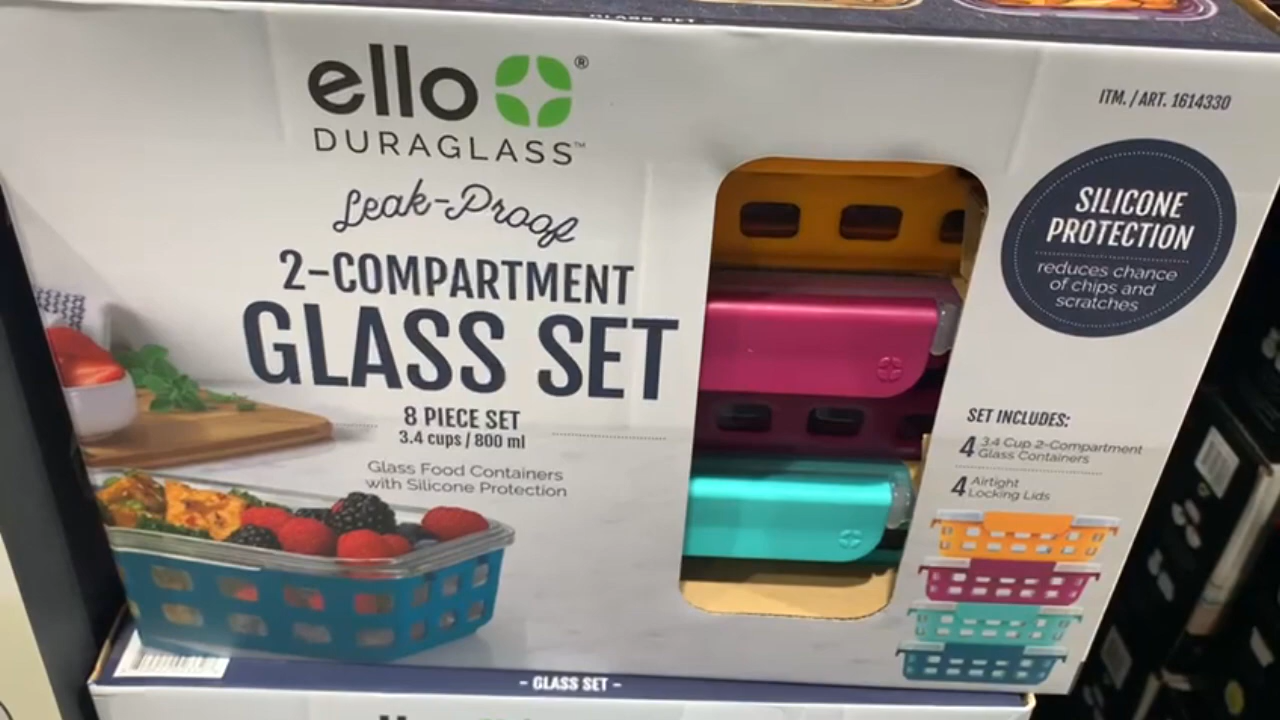 GLASS SET
ello®
DURAGLASS™
Leak-Proof
2-COMPARTMENT
GLASS SET
8 PIECE SET
3.4 cups / 800 ml
Glass Food Containers
with Silicone Protection
ITM. / ART. 1614330
SILICONE
PROTECTION
reduces chance
of chips and
scratches
SET INCLUDES:
4 3.4 Cup 2-Compartment
Glass Containers
4 Airtight
Locking Lids
- GLASS SET -